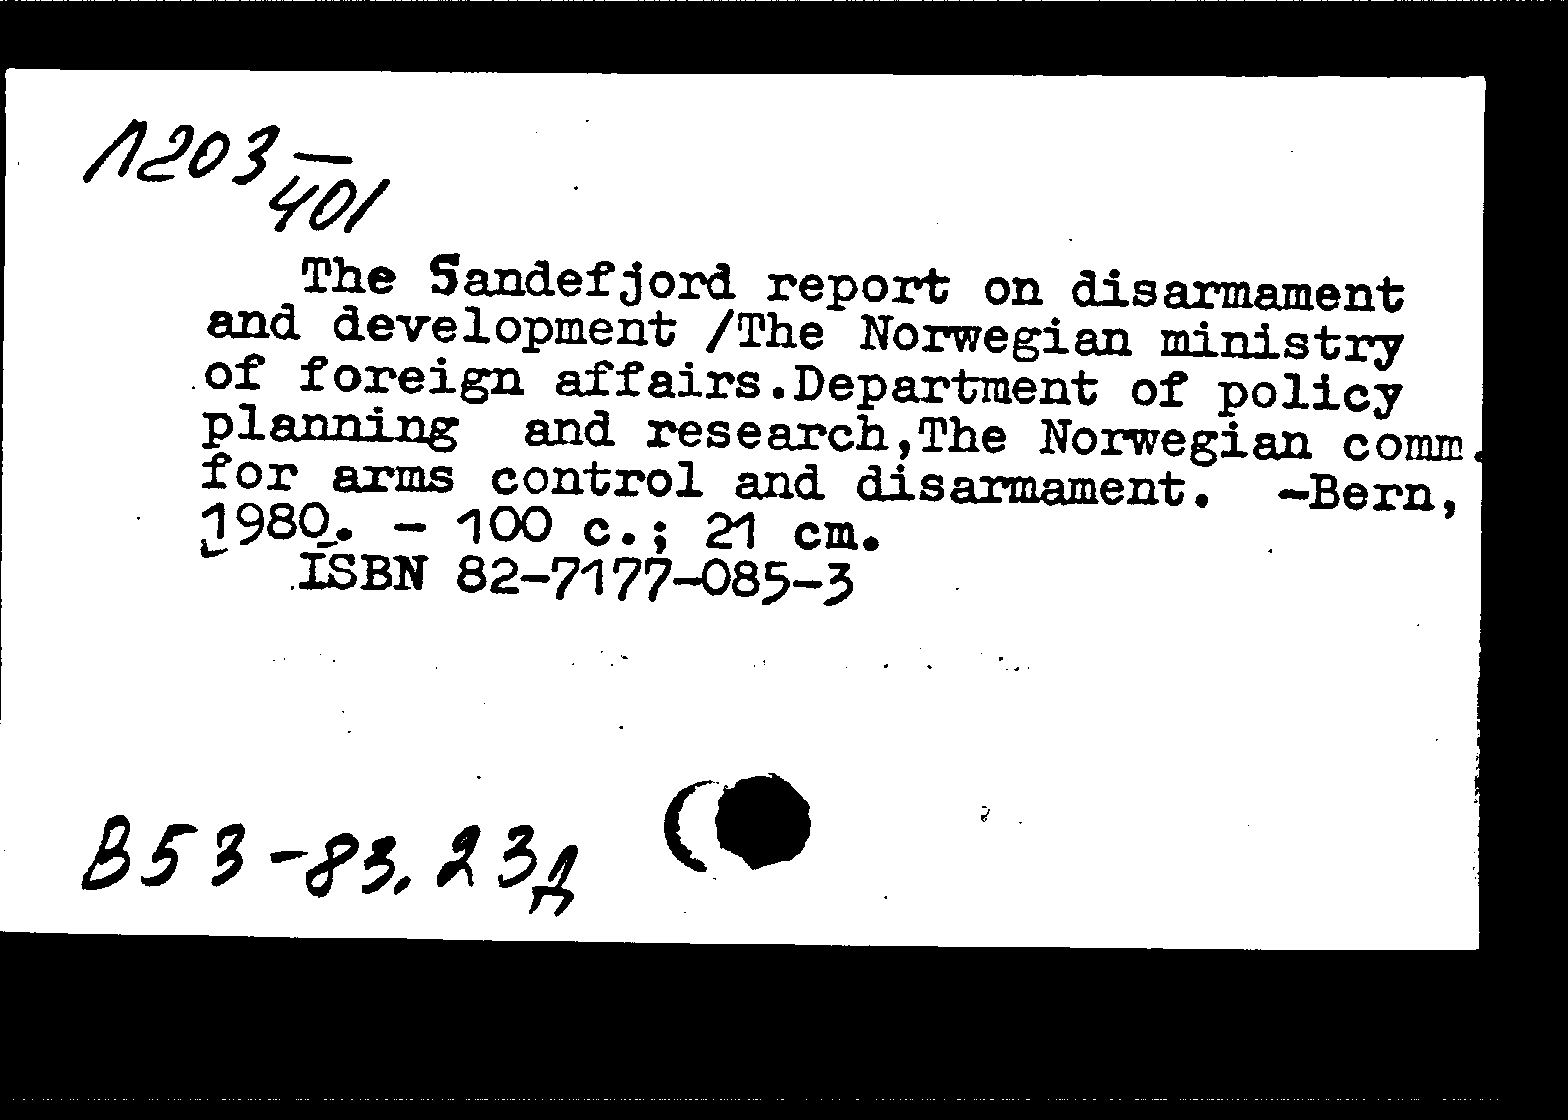 Л203-
401
The Sandefjord report on disarmament
and development /The Norwegian ministry
of foreign affairs.Department of policy
planning and research,The Norwegian comm.
for arms control and disarmament. -Bern,
1980. - 100 c.; 21 cm.
ISBN 82-7177-085-3
В53-83.23д